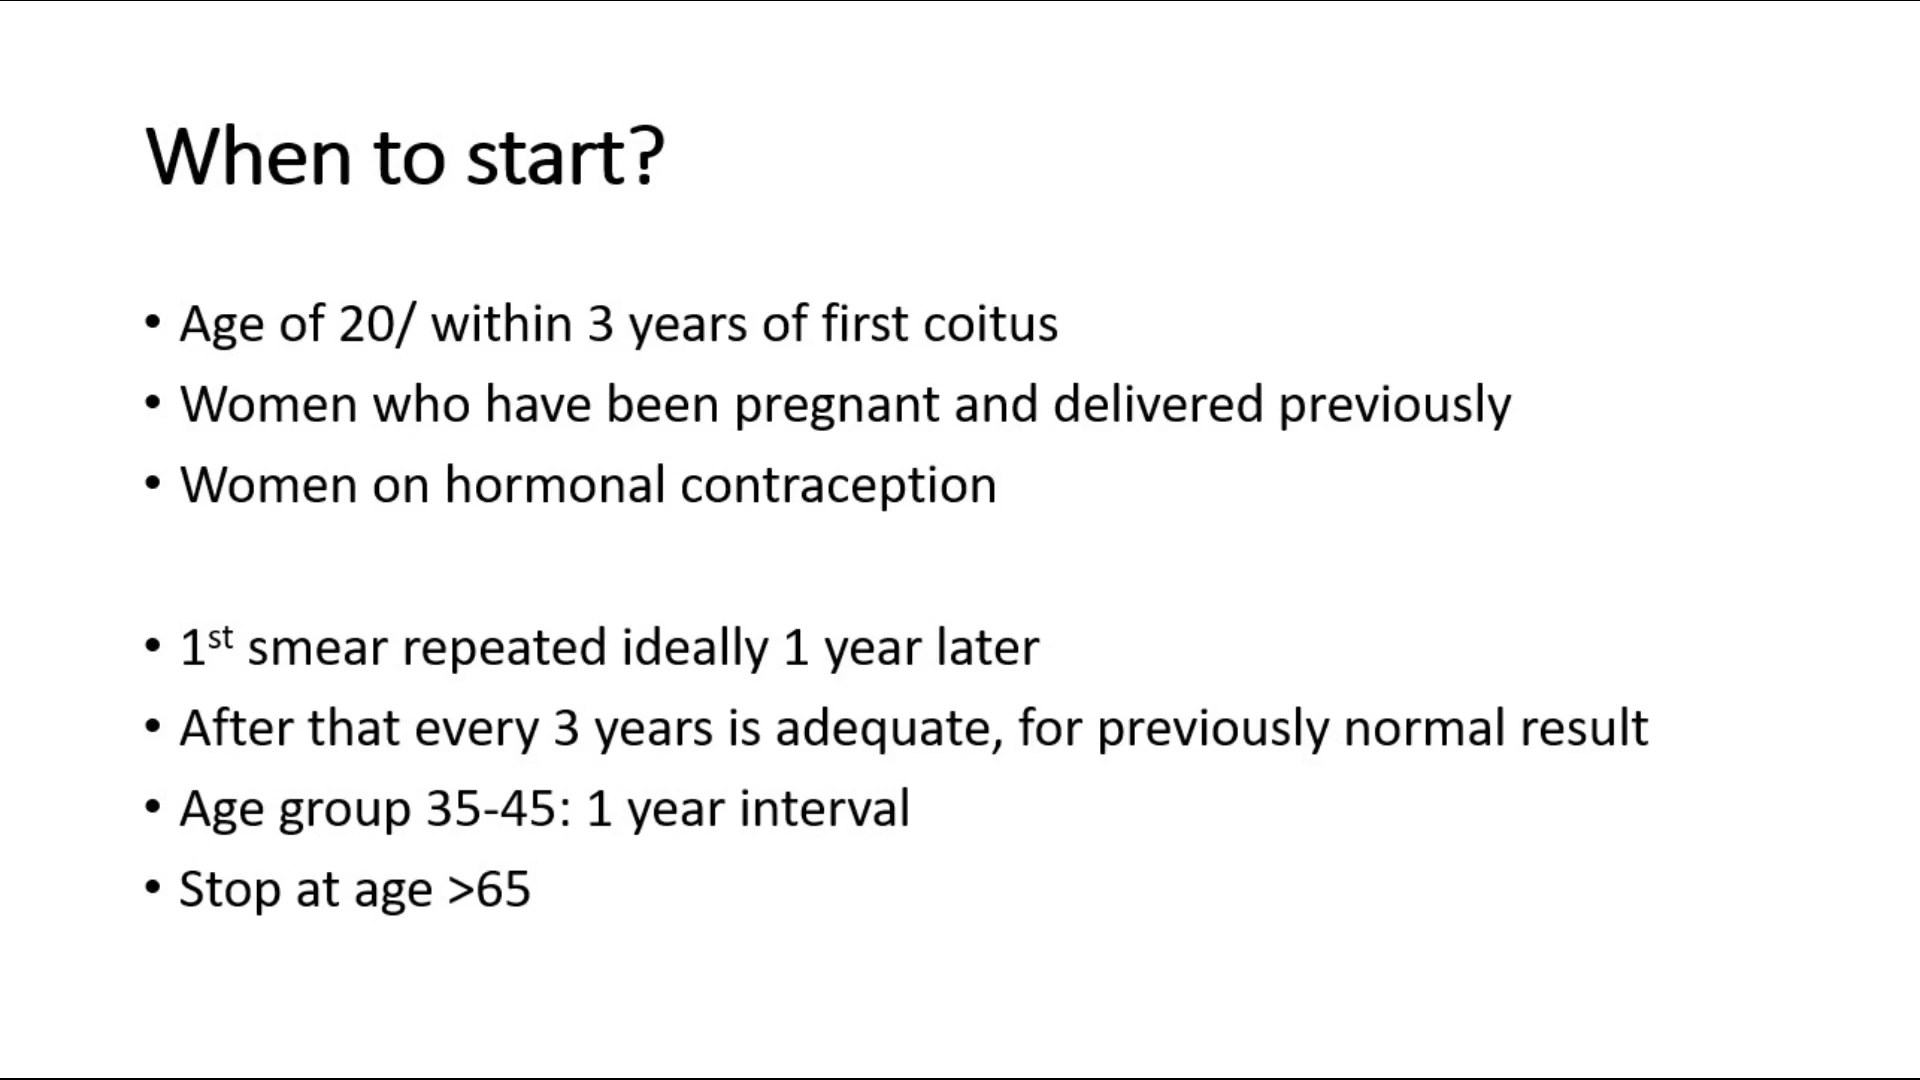 When to start?
• Age of 20/ within 3 years of first coitus
• Women who have been pregnant and delivered previously
• Women on hormonal contraception
• 1st smear repeated ideally 1 year later
• After that every 3 years is adequate, for previously normal result
• Age group 35-45: 1 year interval
• Stop at age >65